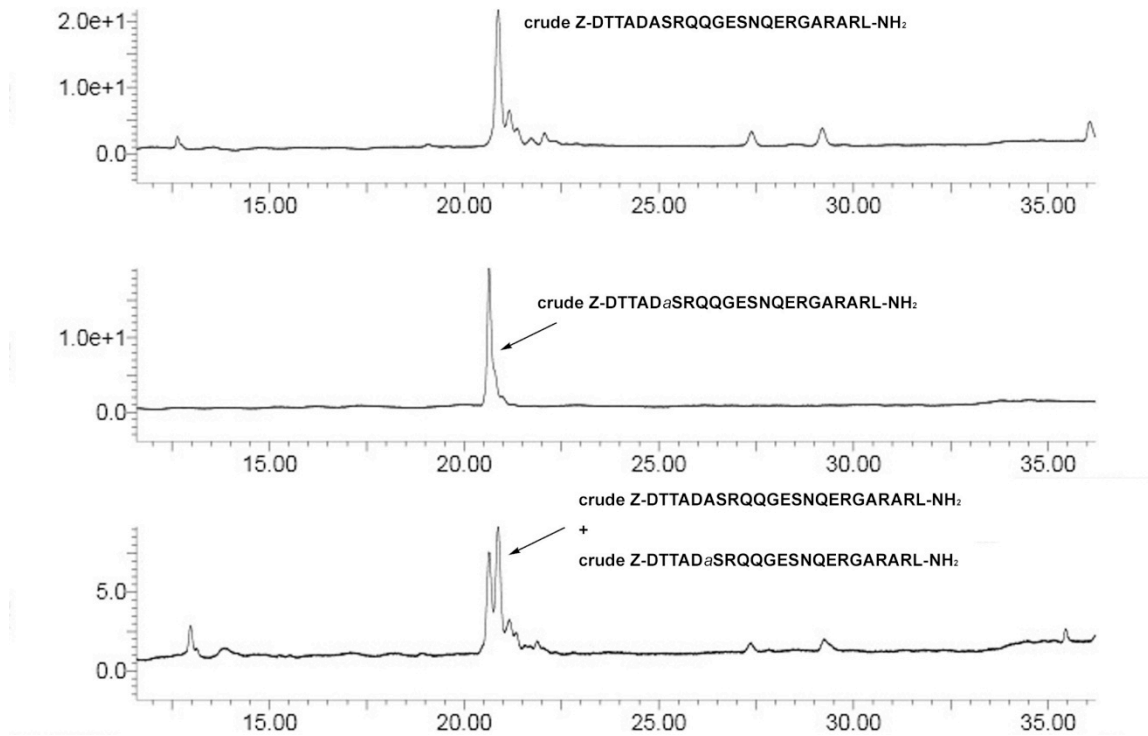 crude Z-DTTADASRQQGESNQERGARARL-NH₂
2.0e+1
1.0e+1
0.0
15.00 20.00 25.00 30.00 35.00
crude Z-DTTADaSRQQGESNQERGARARL-NH₂
1.0e+1
0.0
15.00 20.00 25.00 30.00 35.00
crude Z-DTTADASRQQGESNQERGARARL-NH₂
+
crude Z-DTTADaSRQQGESNQERGARARL-NH₂
5.0
0.0
15.00 20.00 25.00 30.00 35.00